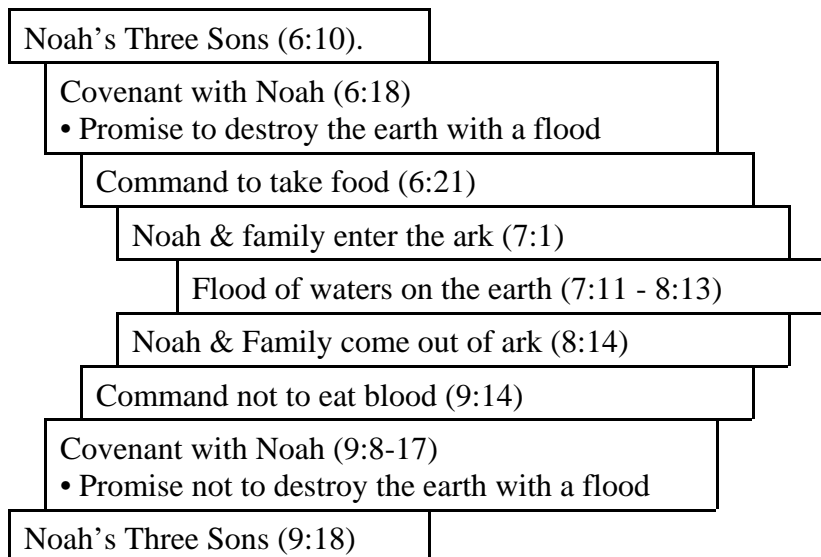 Noah’s Three Sons (6:10).
Covenant with Noah (6:18)
• Promise to destroy the earth with a flood
Command to take food (6:21)
Noah & family enter the ark (7:1)
Flood of waters on the earth (7:11 - 8:13)
Noah & Family come out of ark (8:14)
Command not to eat blood (9:14)
Covenant with Noah (9:8-17)
• Promise not to destroy the earth with a flood
Noah’s Three Sons (9:18)